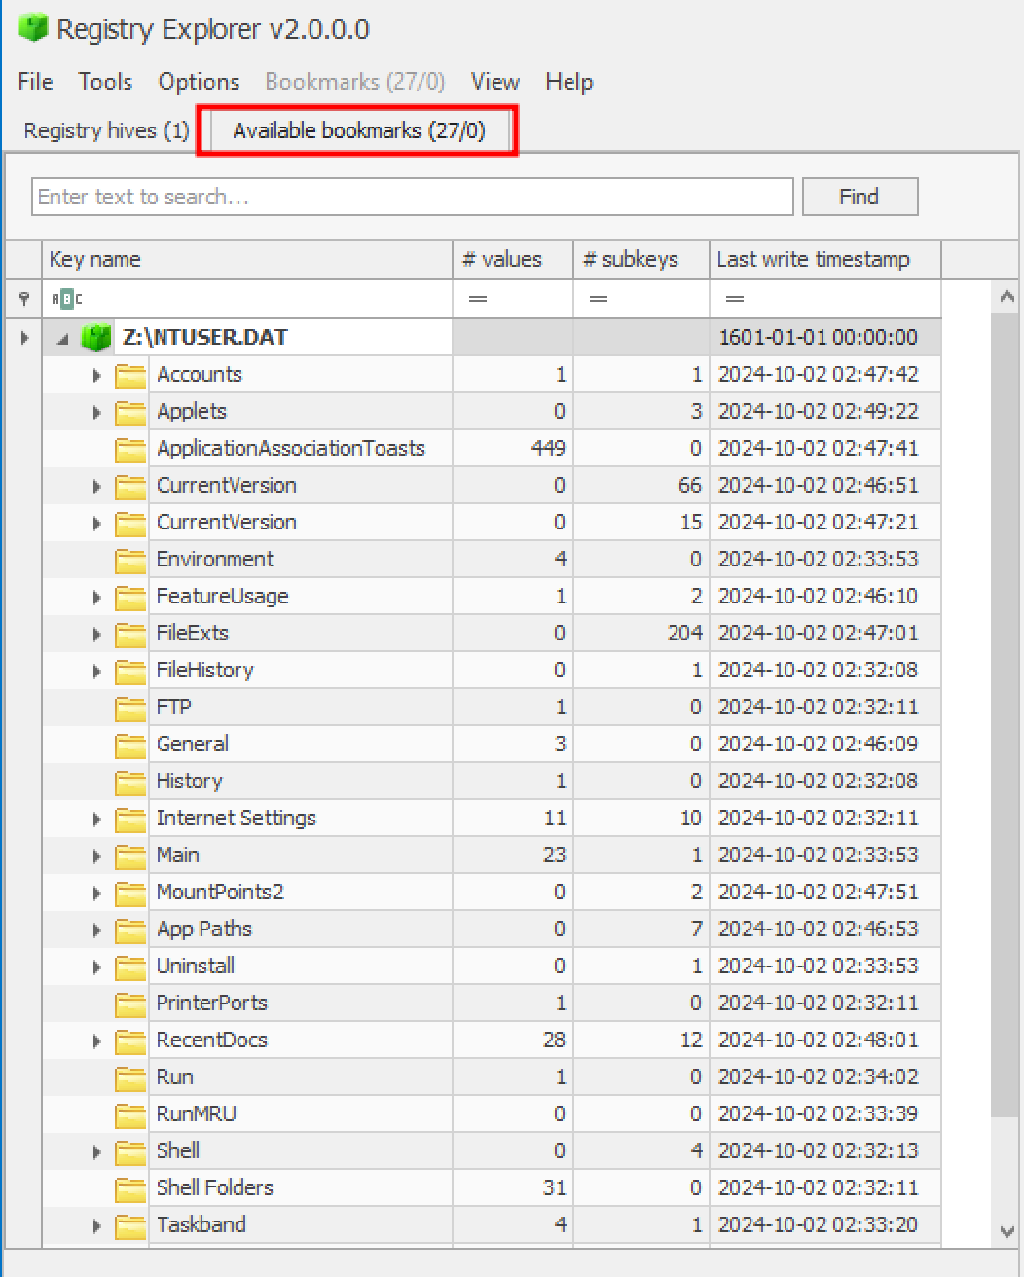 Registry Explorer v2.0.0.0
File Tools Options Bookmarks (27/0) View Help
Registry hives (1) Available bookmarks (27/0)
Enter text to search... Find
Key name # values # subkeys Last write timestamp
ABC = = =
Z:\NTUSER.DAT 1601-01-01 00:00:00
Accounts 1 1 2024-10-02 02:47:42
Applets 0 3 2024-10-02 02:49:22
ApplicationAssociationToasts 449 0 2024-10-02 02:47:41
CurrentVersion 0 66 2024-10-02 02:46:51
CurrentVersion 0 15 2024-10-02 02:47:21
Environment 4 0 2024-10-02 02:33:53
FeatureUsage 1 2 2024-10-02 02:46:10
FileExts 0 204 2024-10-02 02:47:01
FileHistory 0 1 2024-10-02 02:32:08
FTP 1 0 2024-10-02 02:32:11
General 3 0 2024-10-02 02:46:09
History 1 0 2024-10-02 02:32:08
Internet Settings 11 10 2024-10-02 02:32:11
Main 23 1 2024-10-02 02:33:53
MountPoints2 0 2 2024-10-02 02:47:51
App Paths 0 7 2024-10-02 02:46:53
Uninstall 0 1 2024-10-02 02:33:53
PrinterPorts 1 0 2024-10-02 02:32:11
RecentDocs 28 12 2024-10-02 02:48:01
Run 1 0 2024-10-02 02:34:02
RunMRU 0 0 2024-10-02 02:33:39
Shell 0 4 2024-10-02 02:32:13
Shell Folders 31 0 2024-10-02 02:32:11
Taskband 4 1 2024-10-02 02:33:20